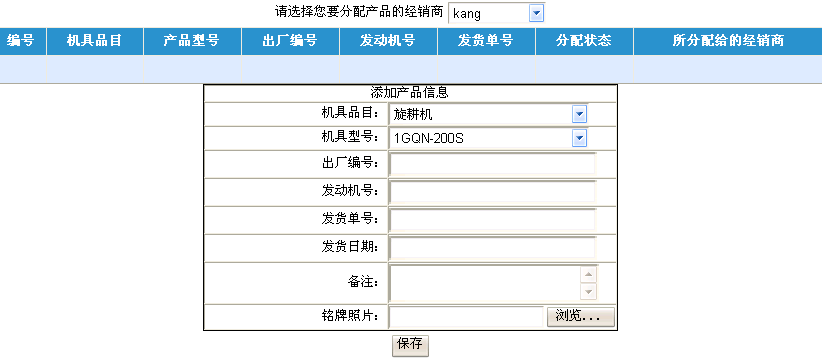 请选择您要分配产品的经销商 kang
编号 机具品目 产品型号 出厂编号 发动机号 发货单号 分配状态 所分配给的经销商
添加产品信息
机具品目： 旋耕机
机具型号： 1GQN-200S
出厂编号：
发动机号：
发货单号：
发货日期：
备注：
铭牌照片： 浏览...
保存